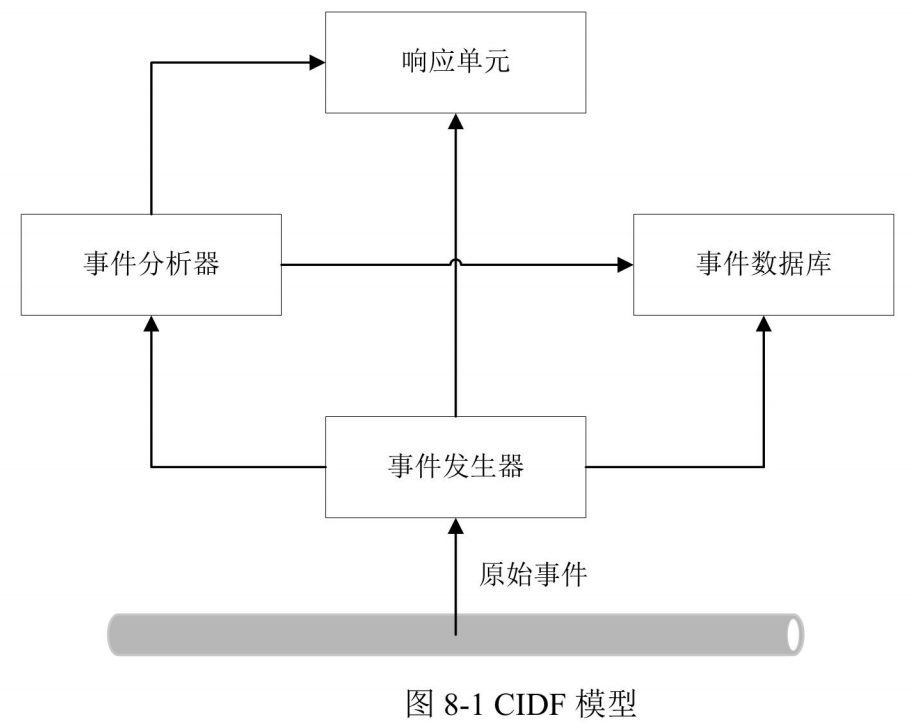 响应单元
事件分析器
事件数据库
事件发生器
原始事件
图 8-1 CIDF 模型